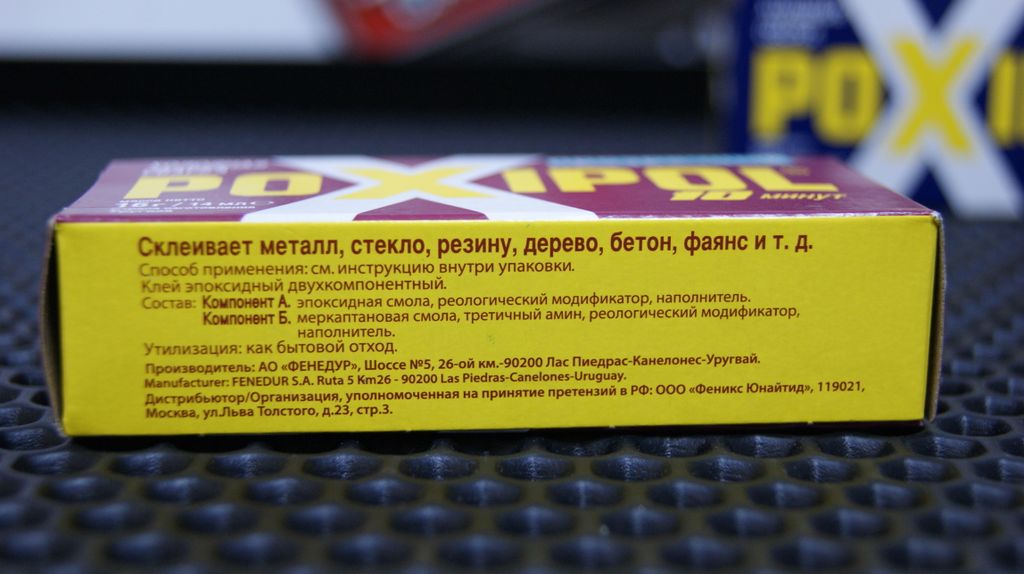 POXIPOL
10 минут
14 мл
POXI
Склеивает металл, стекло, резину, дерево, бетон, фаянс и т. д.
Способ применения: см. инструкцию внутри упаковки.
Клей эпоксидный двухкомпонентный.
Состав: Компонент А. эпоксидная смола, реологический модификатор, наполнитель.
Компонент Б. меркаптановая смола, третичный амин, реологический модификатор,
наполнитель.
Утилизация: как бытовой отход.
Производитель: АО «ФЕНЕДУР», Шоссе №5, 26-ой км.-90200 Лас Пиедрас-Канелонес-Уругвай.
Manufacturer: FENEDUR S.A. Ruta 5 Km26 - 90200 Las Piedras-Canelones-Uruguay.
Дистрибьютор/Организация, уполномоченная на принятие претензий в РФ: ООО «Феникс Юнайтид», 119021,
Москва, ул.Льва Толстого, д.23, стр.3.